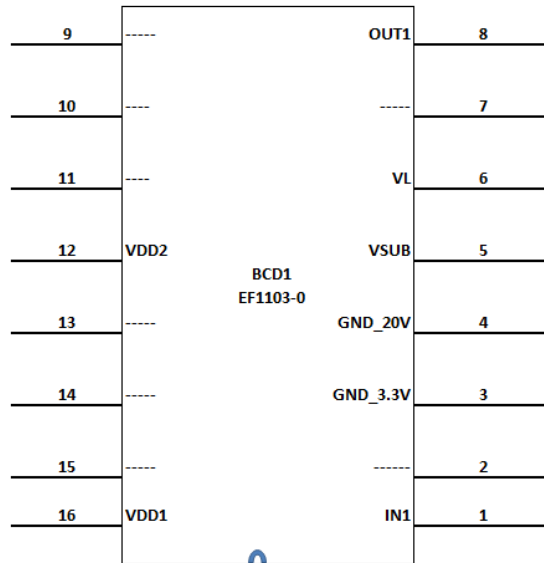 9 ----- OUT1 8
10 ---- ----- 7
11 ---- VL 6
12 VDD2 VSUB 5
BCD1
EF1103-0
13 ----- GND_20V 4
14 ----- GND_3.3V 3
15 ----- ------ 2
16 VDD1 IN1 1